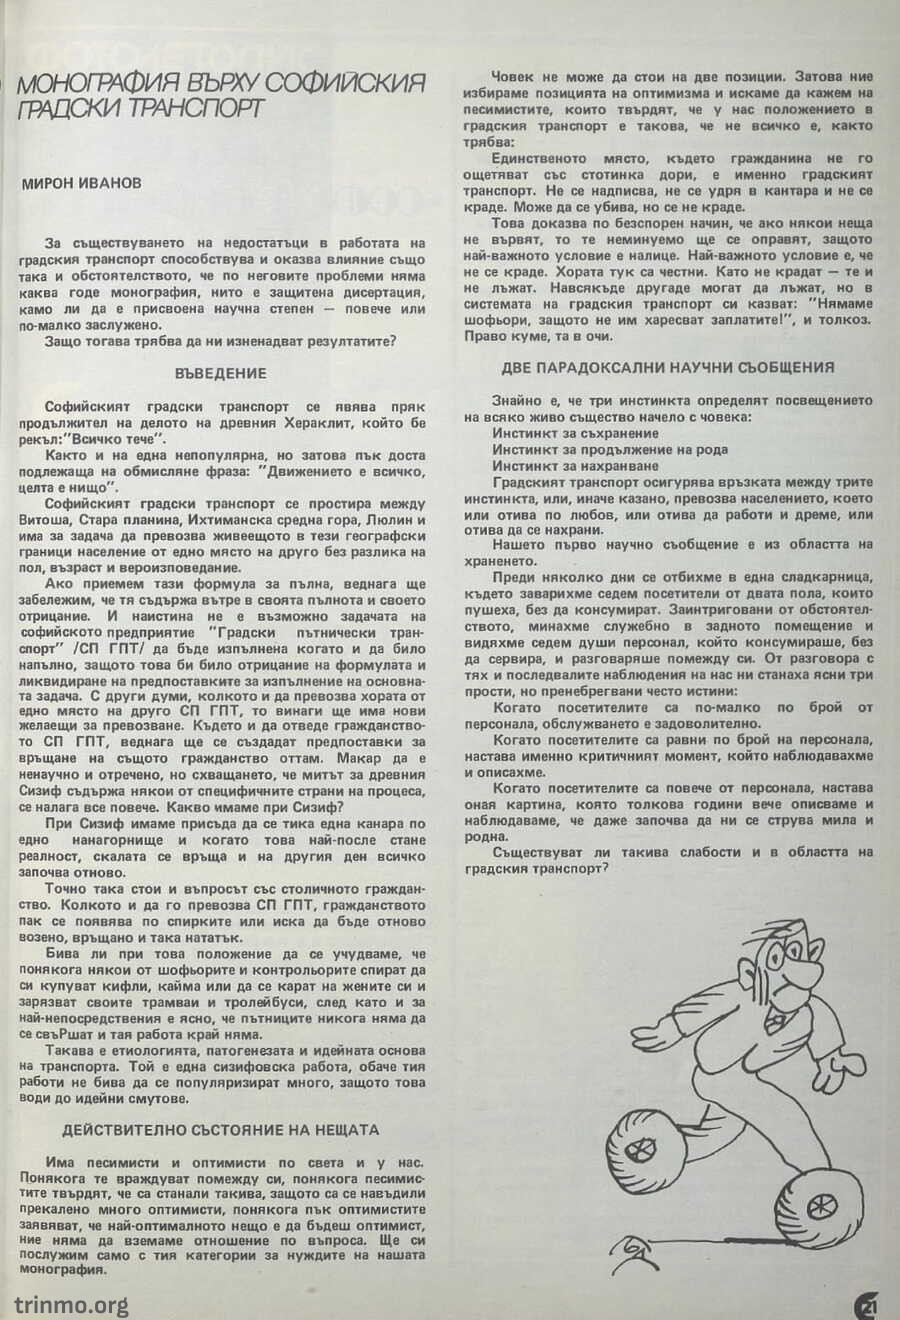 МОНОГРАФИЯ ВЪРХУ СОФИЙСКИЯ
ГРАДСКИ ТРАНСПОРТ
МИРОН ИВАНОВ
За съществуването на недостатъци в работата на
градския транспорт способствува и оказва влияние също
така и обстоятелството, че по неговите проблеми няма
каква годе монография, нито е защитена дисертация,
камо ли да е присвоена научна степен — повече или
по-малко заслужено.
Защо тогава трябва да ни изненадват резултатите?
ВЪВЕДЕНИЕ
Софийският градски транспорт се явява пряк
продължител на делото на древния Хераклит, който бе
рекъл:"Всичко тече".
Както и на една непопулярна, но затова пък доста
подлежаща на обмисляне фраза: "Движението е всичко,
целта е нищо".
Софийският градски транспорт се простира между
Витоша, Стара планина, Ихтиманска средна гора, Люлин и
има за задача да превозва живеещото в тези географски
граници население от едно място на друго без разлика на
пол, възраст и вероизповедание.
Ако приемем тази формула за пълна, веднага ще
забележим, че тя съдържа вътре в своята пълнота и своето
отрицание. И наистина не е възможно задачата на
софийското предприятие "Градски пътнически тран-
спорт" /СП ГПТ/ да бъде изпълнена когато и да било
напълно, защото това би било отрицание на формулата и
ликвидиране на предпоставките за изпълнение на основна-
та задача. С други думи, колкото и да превозва хората от
едно място на друго СП ГПТ, то винаги ще има нови
желаещи за превозване. Където и да отведе гражданство-
то СП ГПТ, веднага ще се създадат предпоставки за
връщане на същото гражданство оттам. Макар да е
ненаучно и отречено, но схващането, че митът за древния
Сизиф съдържа някои от специфичните страни на процеса,
се налага все повече. Какво имаме при Сизиф?
При Сизиф имаме присъда да се тика една канара по
едно нанагорнище и когато това най-после стане
реалност, скалата се връща и на другия ден всичко
започва отново.
Точно така стои и въпросът със столичното граждан-
ство. Колкото и да го превозва СП ГПТ, гражданството
пак се появява по спирките или иска да бъде отново
возено, връщано и така нататък.
Бива ли при това положение да се учудваме, че
понякога някои от шофьорите и контрольорите спират да
си купуват кифли, кайма или да се карат на жените си и
зарязват своите трамваи и тролейбуси, след като и за
най-непосредствения е ясно, че пътниците никога няма да
се свъРшат и тая работа край няма.
Такава е етиологията, патогенезата и идейната основа
на транспорта. Той е една сизифовска работа, обаче тия
работи не бива да се популяризират много, защото това
води до идейни смутове.
ДЕЙСТВИТЕЛНО СЪСТОЯНИЕ НА НЕЩАТА
Има песимисти и оптимисти по света и у нас.
Понякога те враждуват помежду си, понякога песимис-
тите твърдят, че са станали такива, защото са се навъдили
прекалено много оптимисти, понякога пък оптимистите
заявяват, че най-оптималното нещо е да бъдеш оптимист,
ние няма да вземаме отношение по въпроса. Ще си
послужим само с тия категории за нуждите на нашата
монография.
Човек не може да стои на две позиции. Затова ние
избираме позицията на оптимизма и искаме да кажем на
песимистите, които твърдят, че у нас положението в
градския транспорт е такова, че не всичко е, както
трябва:
Единственото място, където гражданина не го
ощетяват със стотинка дори, е именно градският
транспорт. Не се надписва, не се удря в кантара и не се
краде. Може да се убива, но се не краде.
Това доказва по безспорен начин, че ако някои неща
не вървят, то те неминуемо ще се оправят, защото
най-важното условие е налице. Най-важното условие е, че
не се краде. Хората тук са честни. Като не крадат — те и
не лъжат. Навсякъде другаде могат да лъжат, но в
системата на градския транспорт си казват: "Нямаме
шофьори, защото не им харесват заплатите!", и толкоз.
Право куме, та в очи.
ДВЕ ПАРАДОКСАЛНИ НАУЧНИ СЪОБЩЕНИЯ
Знайно е, че три инстинкта определят посвещението
на всяко живо същество начело с човека:
Инстинкт за съхранение
Инстинкт за продължение на рода
Инстинкт за нахранване
Градският транспорт осигурява връзката между трите
инстинкта, или, иначе казано, превозва населението, което
или отива по любов, или отива да работи и дреме, или
отива да се нахрани.
Нашето първо научно съобщение е из областта на
храненето.
Преди няколко дни се отбихме в една сладкарница,
където заварихме седем посетители от двата пола, които
пушеха, без да консумират. Заинтригувани от обстоятел-
ството, минахме служебно в задното помещение и
видяхме седем души персонал, който консумираше, без
да сервира, и разговаряше помежду си. От разговора с
тях и последвалите наблюдения на нас ни станаха ясни три
прости, но пренебрегвани често истини:
Когато посетителите са по-малко по брой от
персонала, обслужването е задоволително.
Когато посетителите са равни по брой на персонала,
настава именно критичният момент, който наблюдавахме
и описахме.
Когато посетителите са повече от персонала, настава
оная картина, която толкова години вече описваме и
наблюдаваме, че даже започва да ни се струва мила и
родна.
Съществуват ли такива слабости и в областта на
градския транспорт?
trinmo.org
21